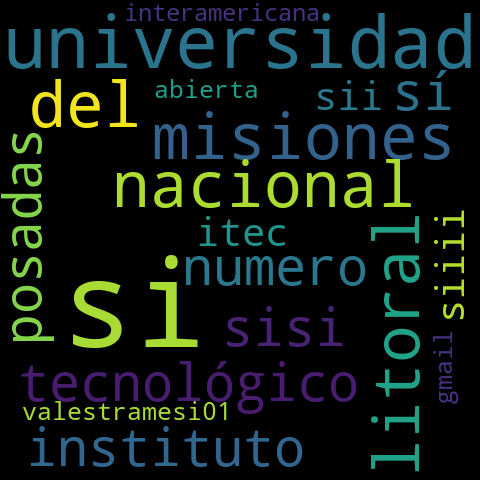 interamericana
universidad
abierta
del
sii
sí
misiones
posadas
nacional
litoral
siiii
itec
numero
si
sisi
gmail
tecnológico
valestramesi01
instituto